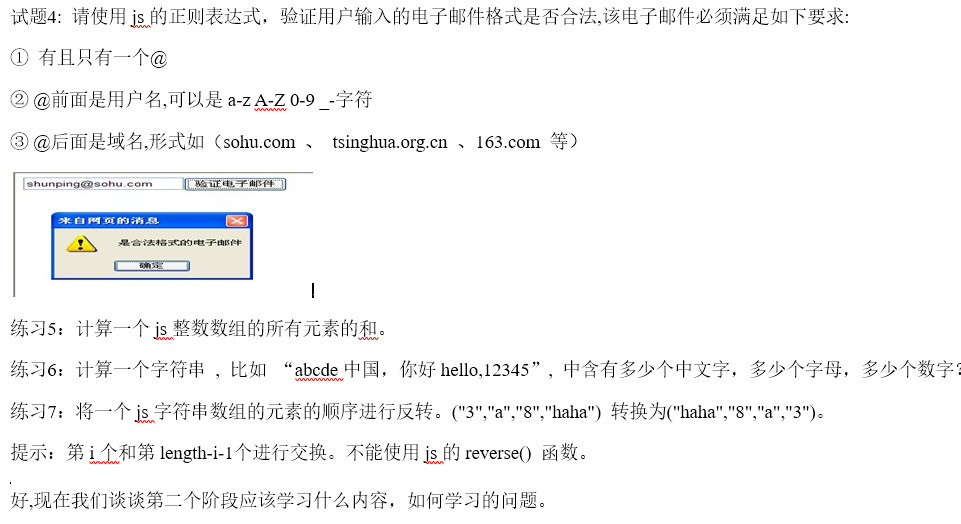 试题4: 请使用 js 的正则表达式，验证用户输入的电子邮件格式是否合法,该电子邮件必须满足如下要求:
① 有且只有一个@
② @前面是用户名,可以是 a-z A-Z 0-9 _-字符
③ @后面是域名,形式如（sohu.com 、 tsinghua.org.cn 、163.com 等）
shunping@sohu.com 验证电子邮件
来自网页的消息
是合法格式的电子邮件
确定
练习5：计算一个 js 整数数组的所有元素的和。
练习6：计算一个字符串 ，比如 “abcde 中国，你好 hello,12345”，中含有多少个中文字，多少个字母，多少个数字？
练习7：将一个 js 字符串数组的元素的顺序进行反转。("3","a","8","haha") 转换为("haha","8","a","3")。
提示：第 i 个和第 length-i-1个进行交换。不能使用 js 的 reverse() 函数。
好,现在我们谈谈第二个阶段应该学习什么内容，如何学习的问题。